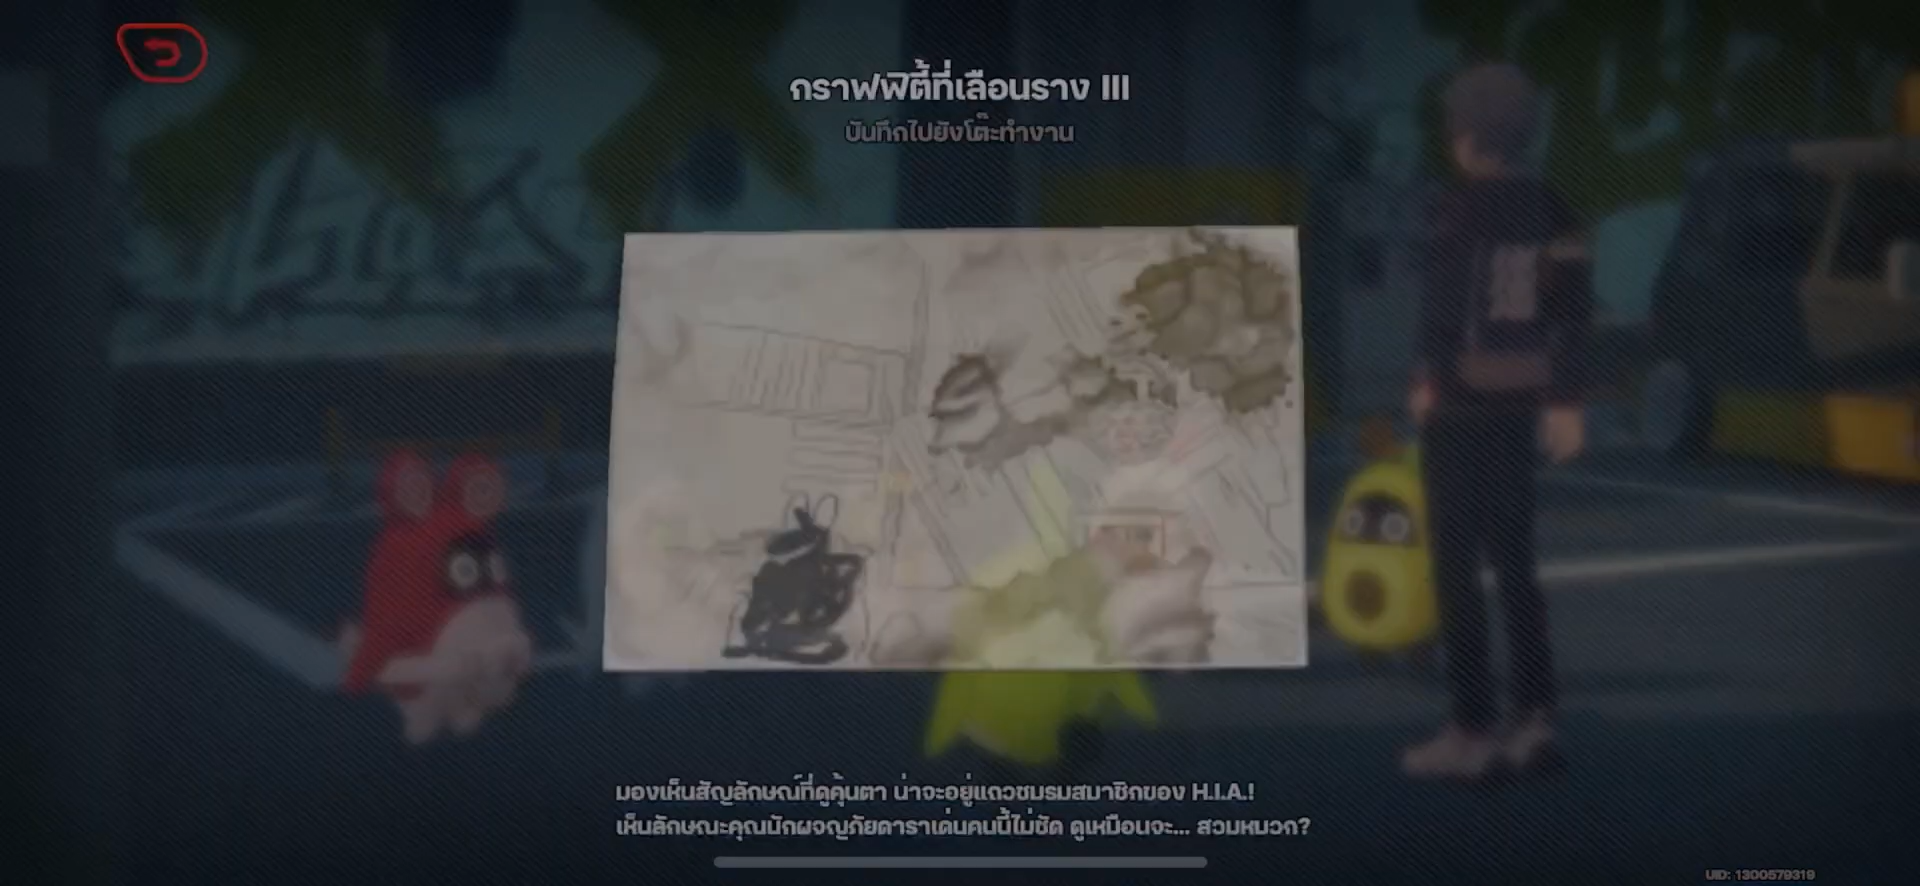 กราฟฟิตี้ที่เลือนราง III
บันทึกไปยังโต๊ะทำงาน
มองเห็นสัญลักษณ์ที่ดูคุ้นตา น่าจะอยู่แถวชมรมสมาชิกของ H.I.A.!
เห็นลักษณะคุณนักผจญภัยดาราเด่นคนนี้ไม่ชัด ดูเหมือนจะ... สวมหมวก?
UID: 1300579319